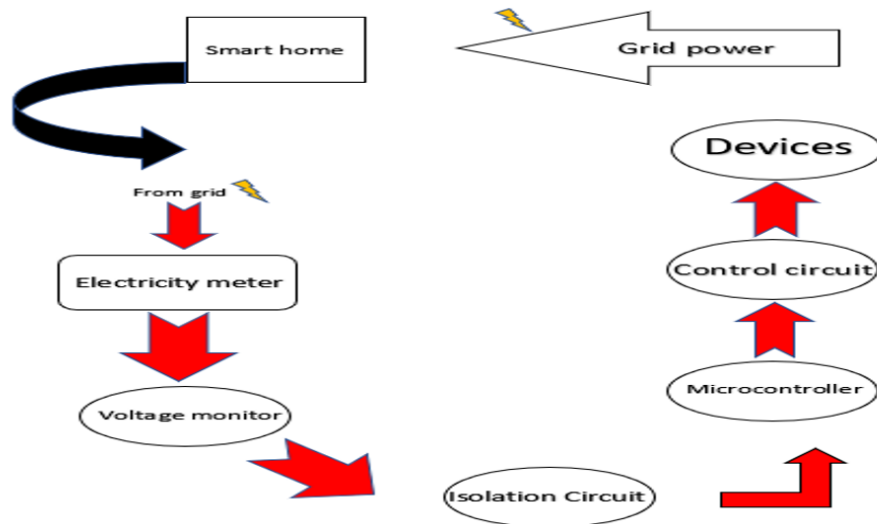 Smart home
Grid power
From grid
Electricity meter
Voltage monitor
Isolation Circuit
Microcontroller
Control circuit
Devices